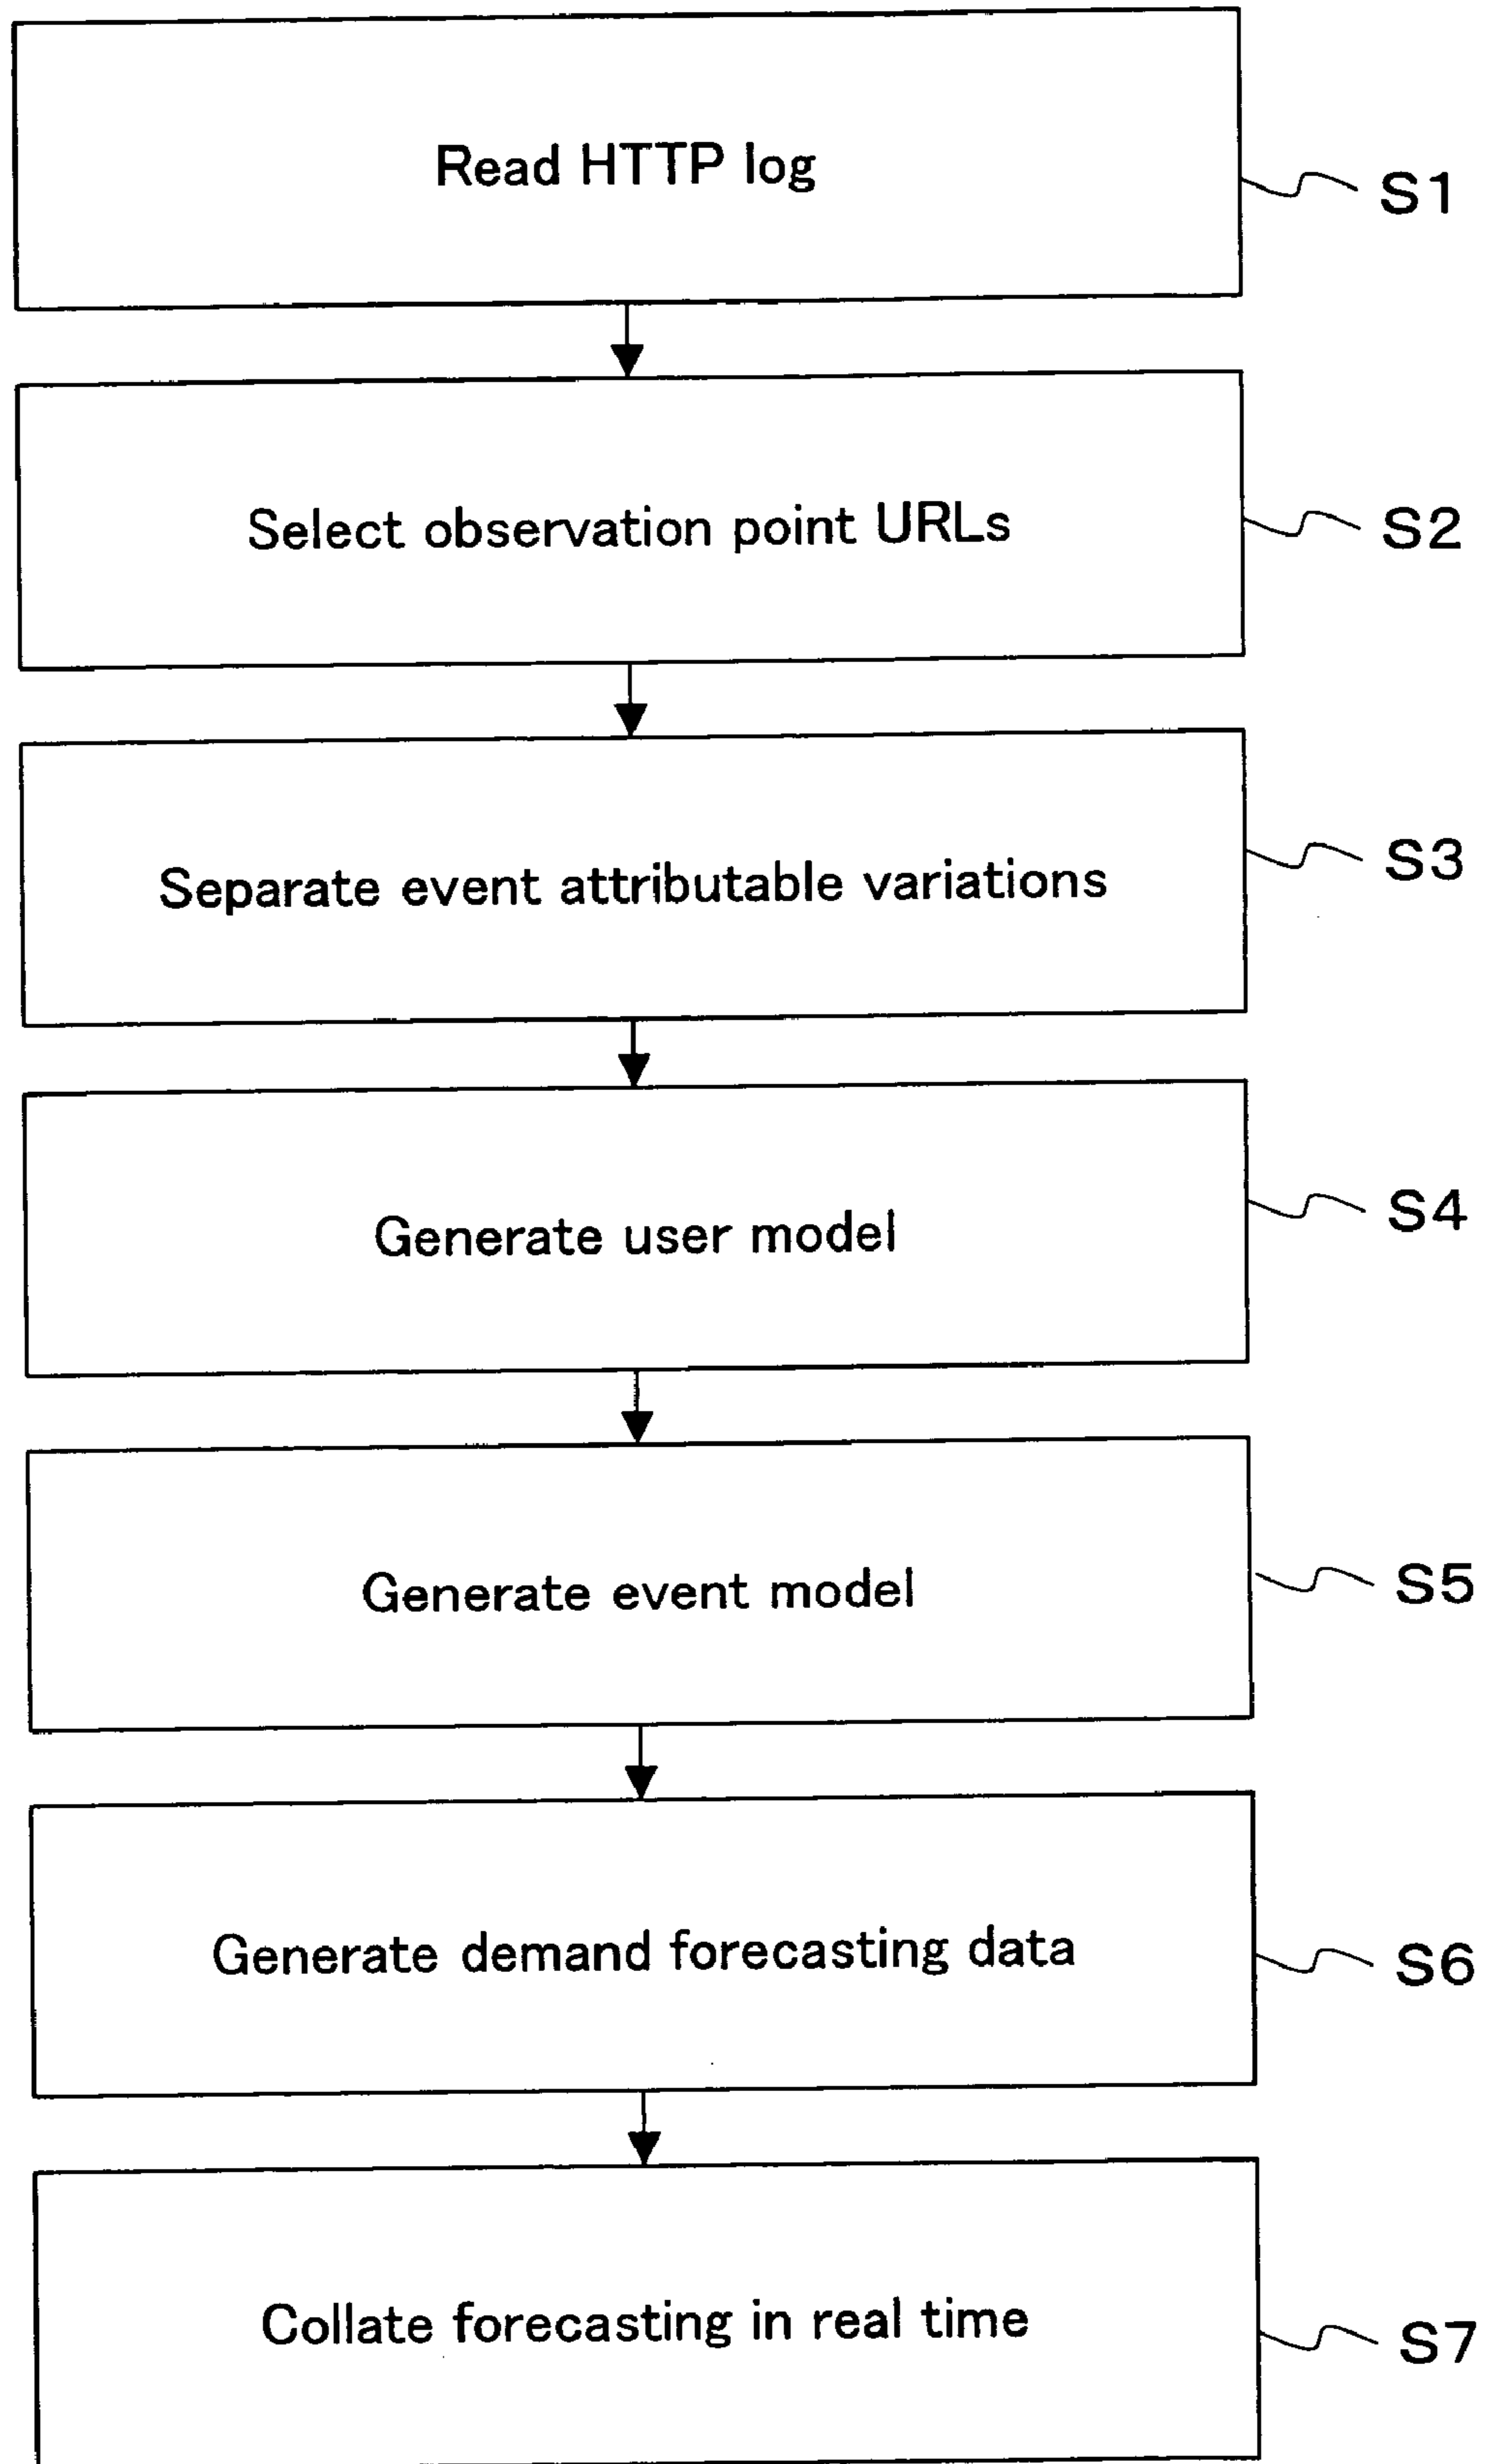 Read HTTP log
S1
Select observation point URLs
S2
Separate event attributable variations
S3
Generate user model
S4
Generate event model
S5
Generate demand forecasting data
S6
Collate forecasting in real time
S7